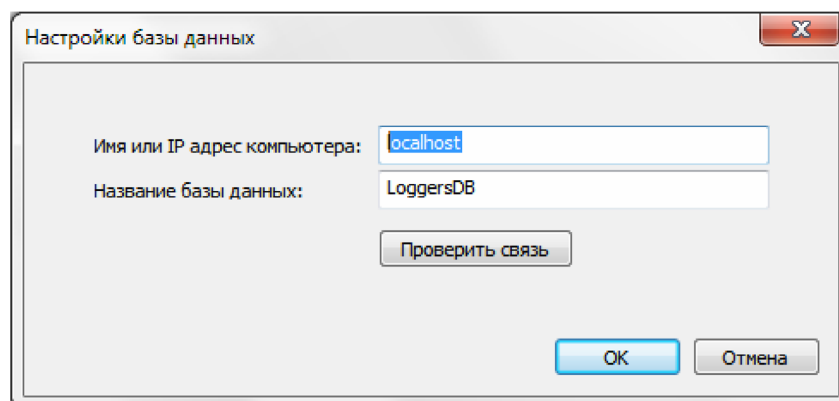 Настройки базы данных
Имя или IP адрес компьютера: localhost
Название базы данных: LoggersDB
Проверить связь
OK Отмена